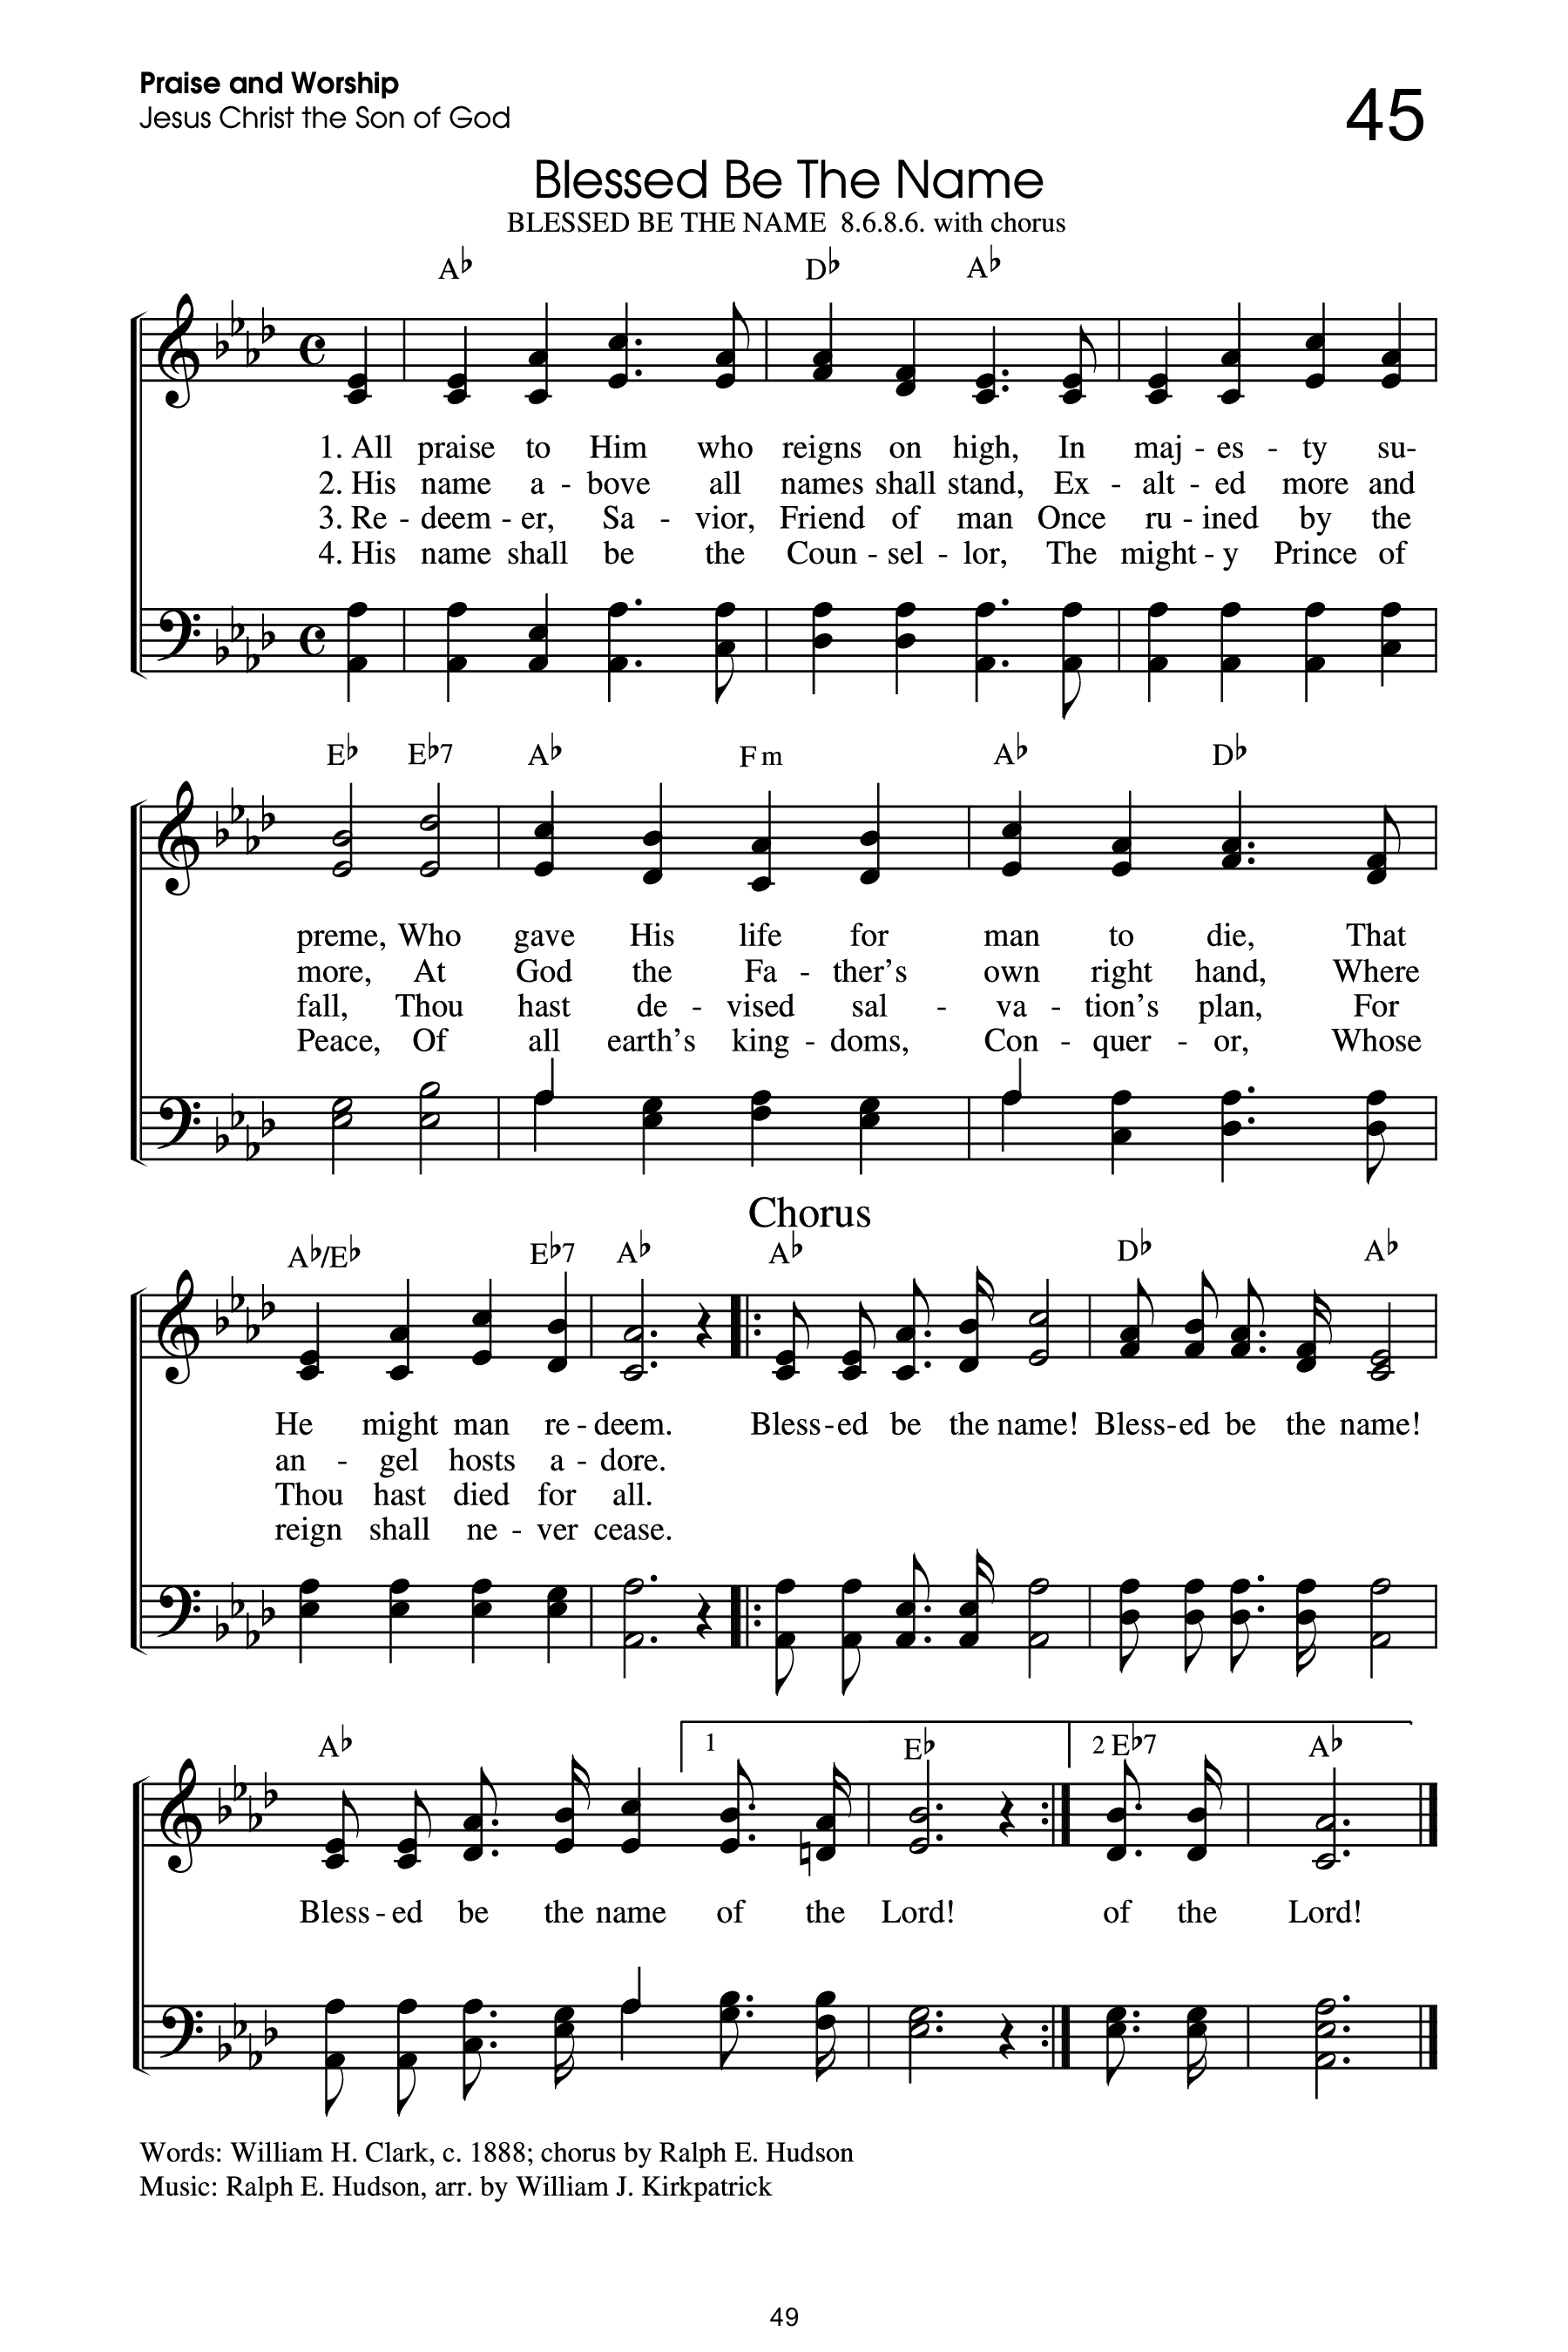 Praise and Worship
Jesus Christ the Son of God
45
Blessed Be The Name
BLESSED BE THE NAME 8.6.8.6. with chorus
A♭ D♭ A♭
1. All praise to Him who reigns on high, In maj - es - ty su-
2. His name a - bove all names shall stand, Ex - alt - ed more and
3. Re - deem - er, Sa - vior, Friend of man Once ru - ined by the
4. His name shall be the Coun - sel - lor, The might - y Prince of
E♭ E♭7 A♭ Fm A♭ D♭
preme, Who gave His life for man to die, That
more, At God the Fa - ther's own right hand, Where
fall, Thou hast de - vised sal - va - tion's plan, For
Peace, Of all earth's king - doms, Con - quer - or, Whose
Chorus
A♭/E♭ E♭7 A♭ A♭ D♭ A♭
He might man re - deem. Bless - ed be the name! Bless - ed be the name!
an - gel hosts a - dore.
Thou hast died for all.
reign shall ne - ver cease.
A♭ 1 E♭ 2 E♭7 A♭
Bless - ed be the name of the Lord! of the Lord!
Words: William H. Clark, c. 1888; chorus by Ralph E. Hudson
Music: Ralph E. Hudson, arr. by William J. Kirkpatrick
49